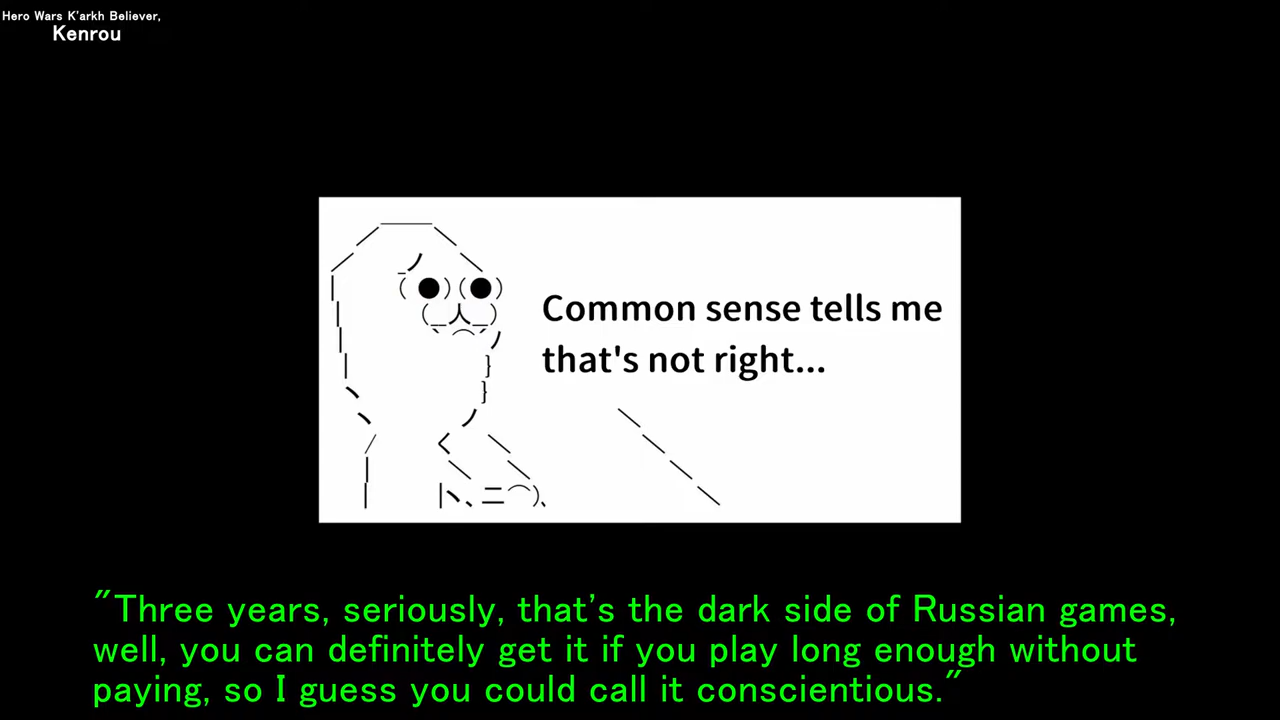 Hero Wars K'arkh Believer,
Kenrou
Common sense tells me
that's not right...
"Three years, seriously, that's the dark side of Russian games,
well, you can definitely get it if you play long enough without
paying, so I guess you could call it conscientious."